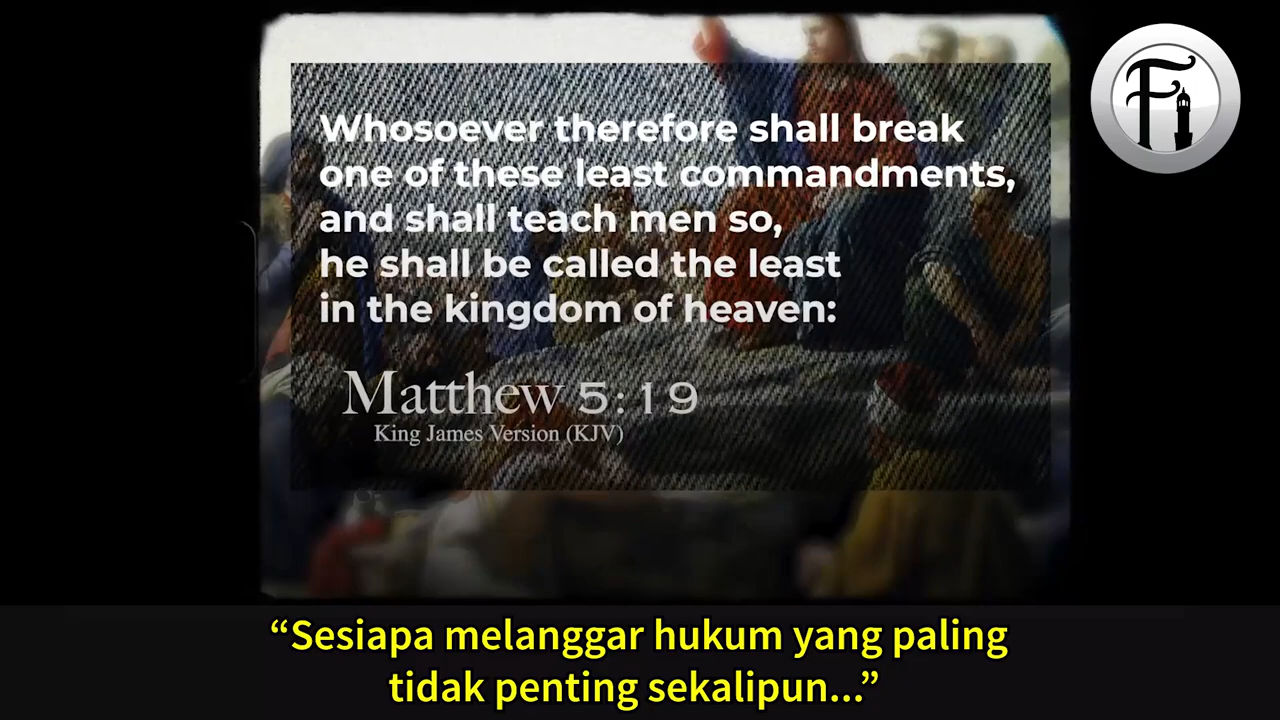 Whosoever therefore shall break
one of these least commandments,
and shall teach men so,
he shall be called the least
in the kingdom of heaven:
Matthew 5:19
King James Version (KJV)
Fi
“Sesiapa melanggar hukum yang paling
tidak penting sekalipun...”